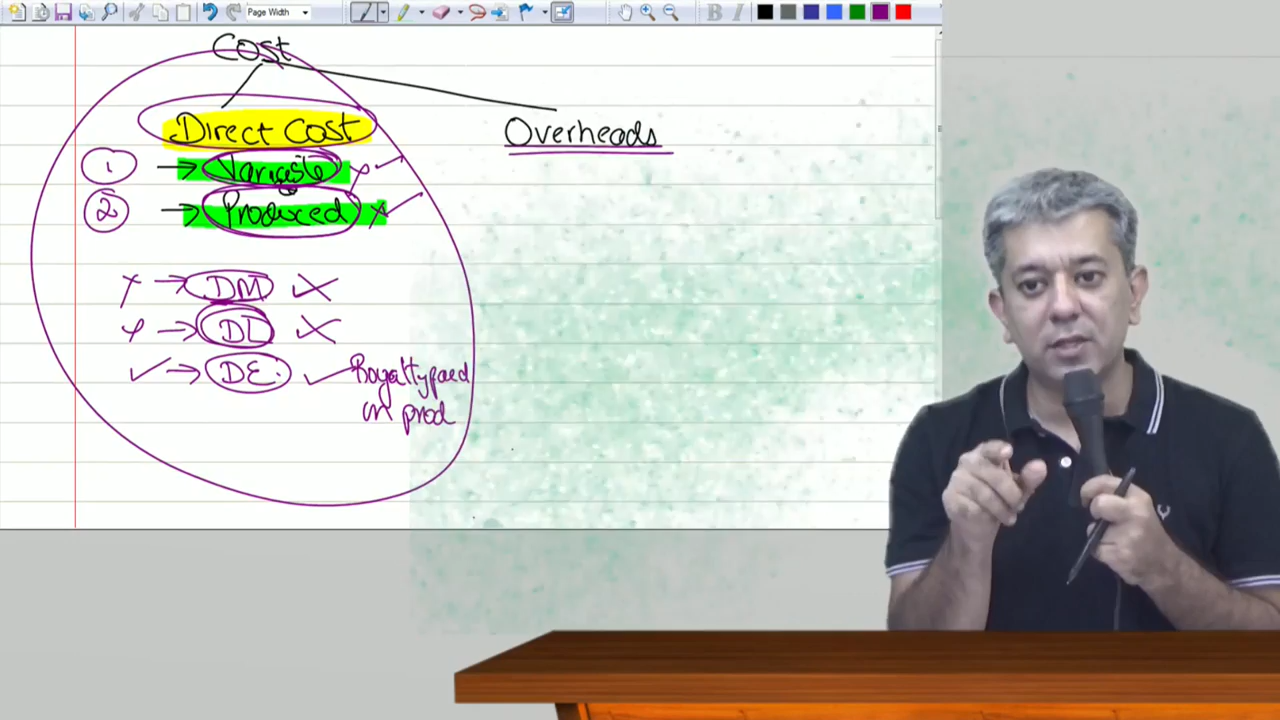 Page Width
B I
Cost
Direct Cost
Overheads
1 → Variable
2 → Produced
→ DM
→ DL
→ DE
Royalty paid
on prod